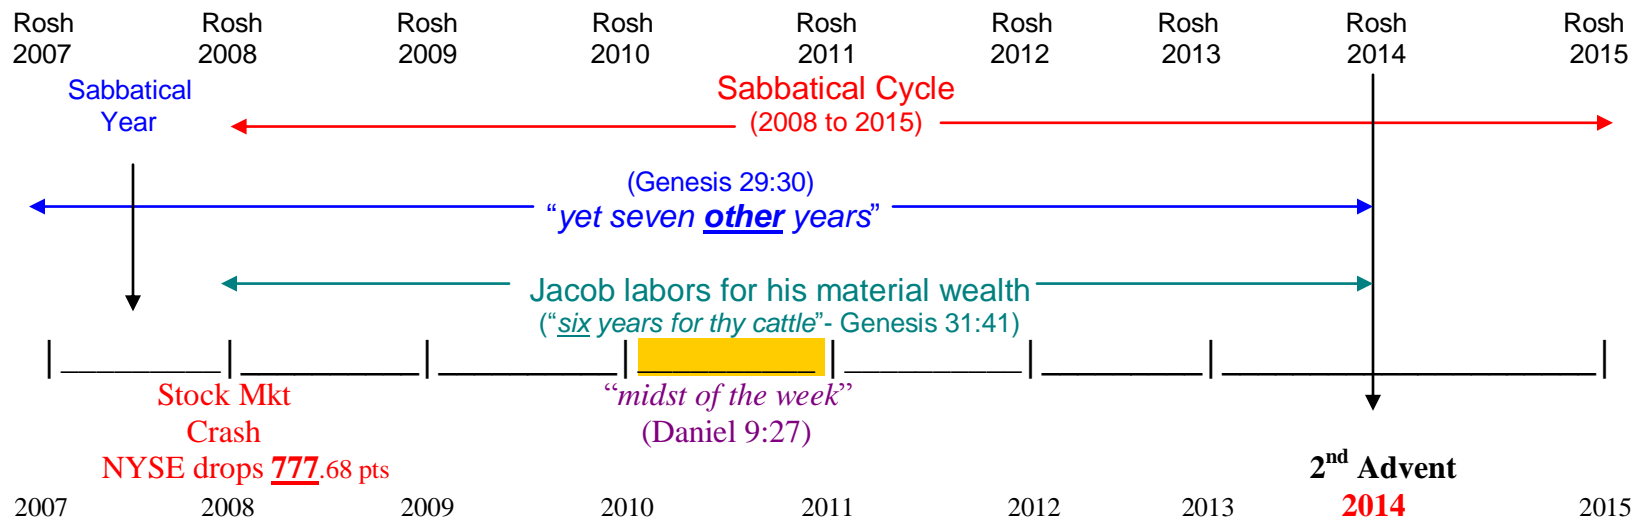 Rosh Rosh Rosh Rosh Rosh Rosh Rosh Rosh Rosh
2007 2008 2009 2010 2011 2012 2013 2014 2015
Sabbatical
Year
Sabbatical Cycle
(2008 to 2015)
(Genesis 29:30)
“yet seven other years”
Jacob labors for his material wealth
(“six years for thy cattle”- Genesis 31:41)
Stock Mkt
Crash
NYSE drops 777.68 pts
“midst of the week”
(Daniel 9:27)
2nd Advent
2007 2008 2009 2010 2011 2012 2013 2014 2015